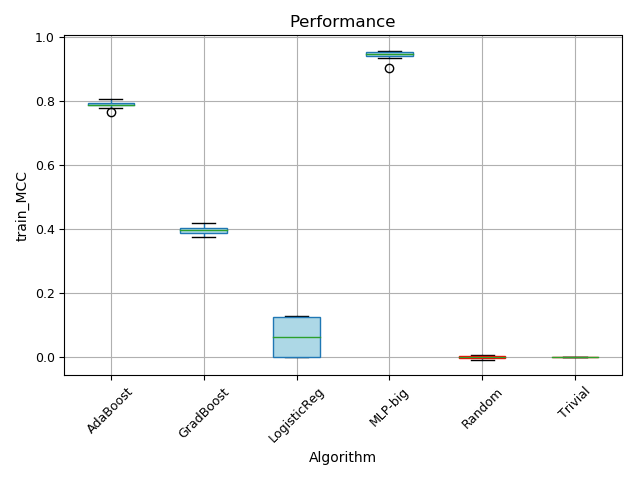 Performance
1.0
0.8
0.6
0.4
0.2
0.0
train_MCC
AdaBoost
GradBoost
LogisticReg
MLP-big
Random
Trivial
Algorithm